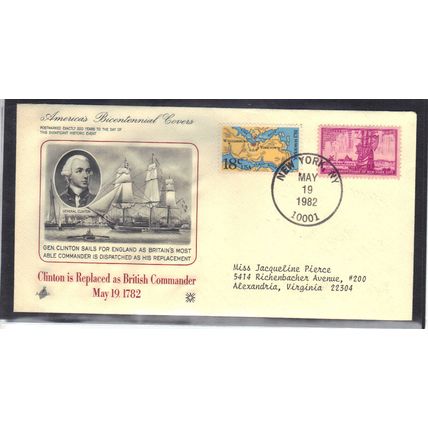 America's Bicentennial Covers
POSTMARKED EXACTLY 200 YEARS TO THE DAY OF
THIS SIGNIFICANT HISTORIC EVENT
GENERAL CLINTON
GEN. CLINTON SAILS FOR ENGLAND AS BRITAIN'S MOST
ABLE COMMANDER IS DISPATCHED AS HIS REPLACEMENT
Clinton is Replaced as British Commander
May 19, 1782
18c USA
NEW YORK, NY
MAY
19
1982
10001
Miss Jacqueline Pierce
5414 Richenbacher Avenue, #200
Alexandria, Virginia 22304